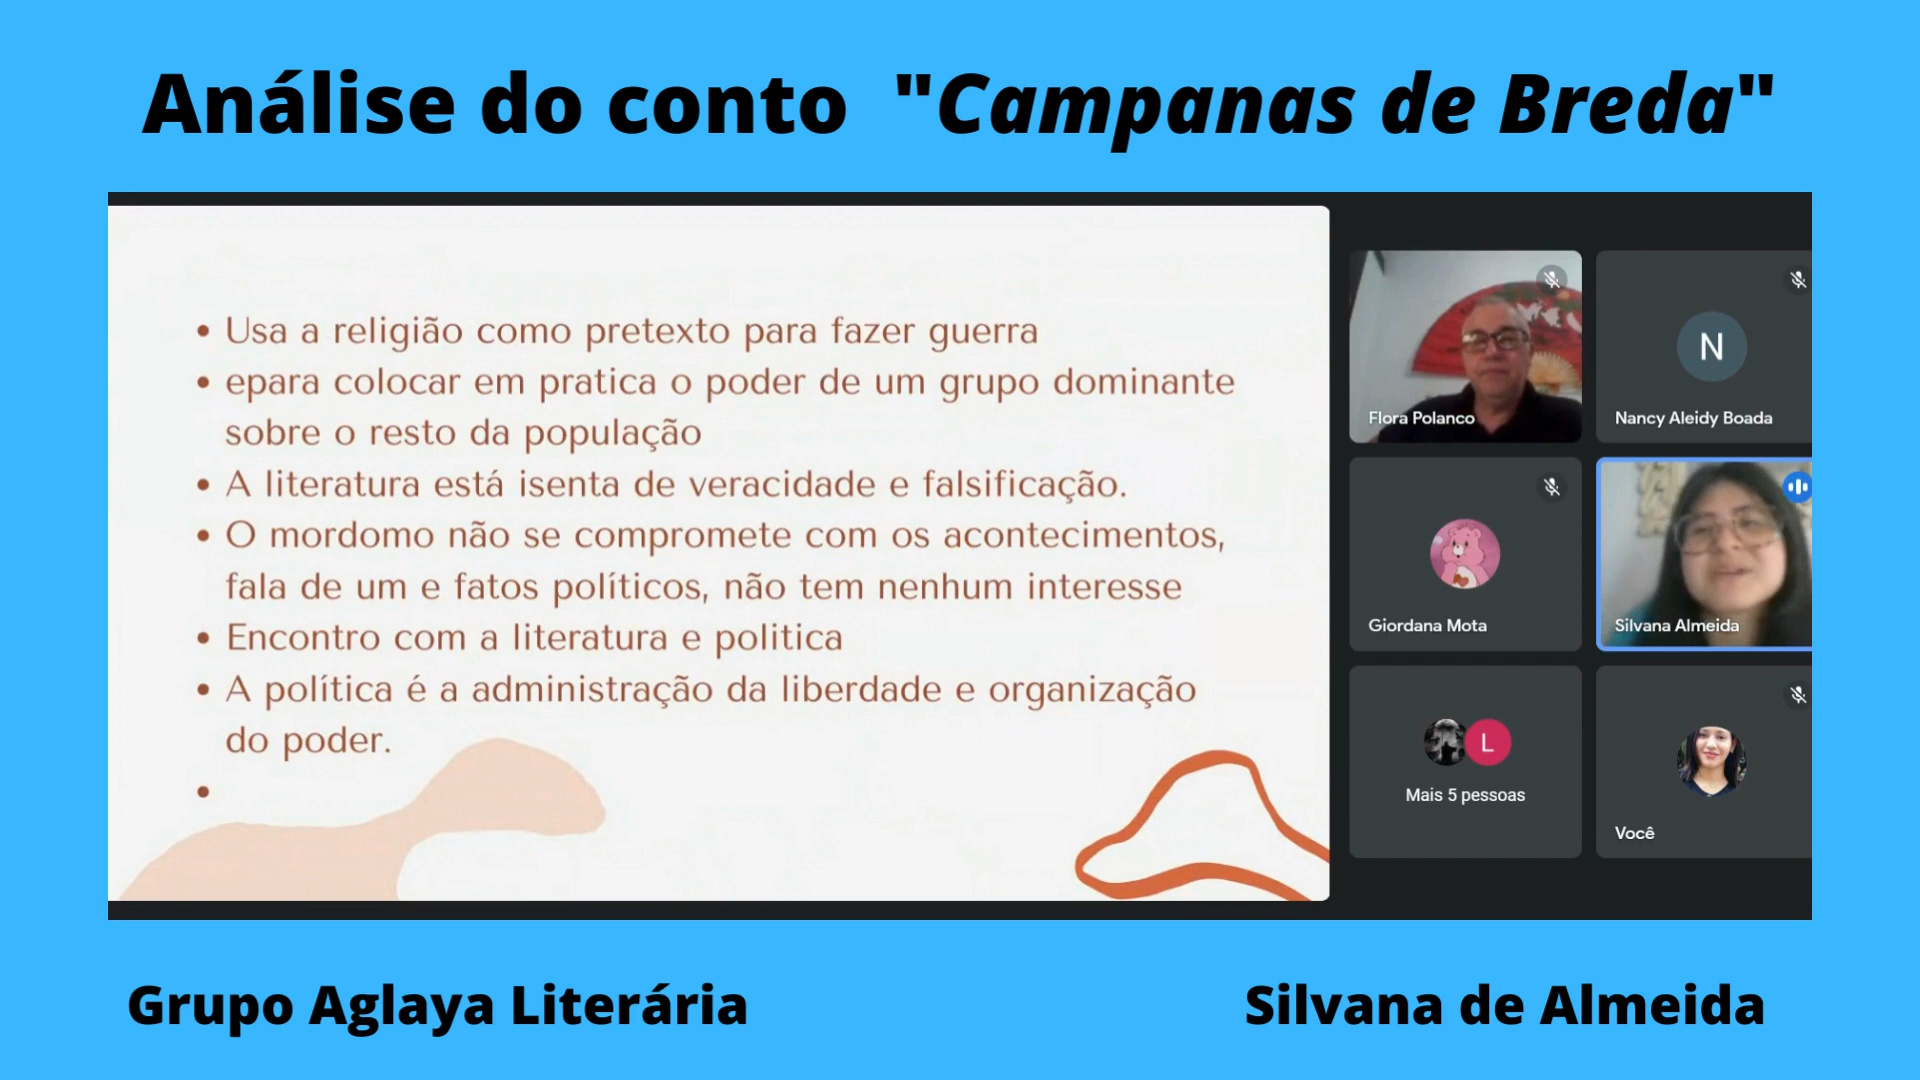 Análise do conto "Campanas de Breda"
• Usa a religião como pretexto para fazer guerra
• epara colocar em pratica o poder de um grupo dominante
sobre o resto da população
• A literatura está isenta de veracidade e falsificação.
• O mordomo não se compromete com os acontecimentos,
fala de um e fatos políticos, não tem nenhum interesse
• Encontro com a literatura e politica
• A política é a administração da liberdade e organização
do poder.
•
Flora Polanco
N
Nancy Aleidy Boada
Giordana Mota
Silvana Almeida
L
Mais 5 pessoas
Você
Grupo Aglaya Literária
Silvana de Almeida